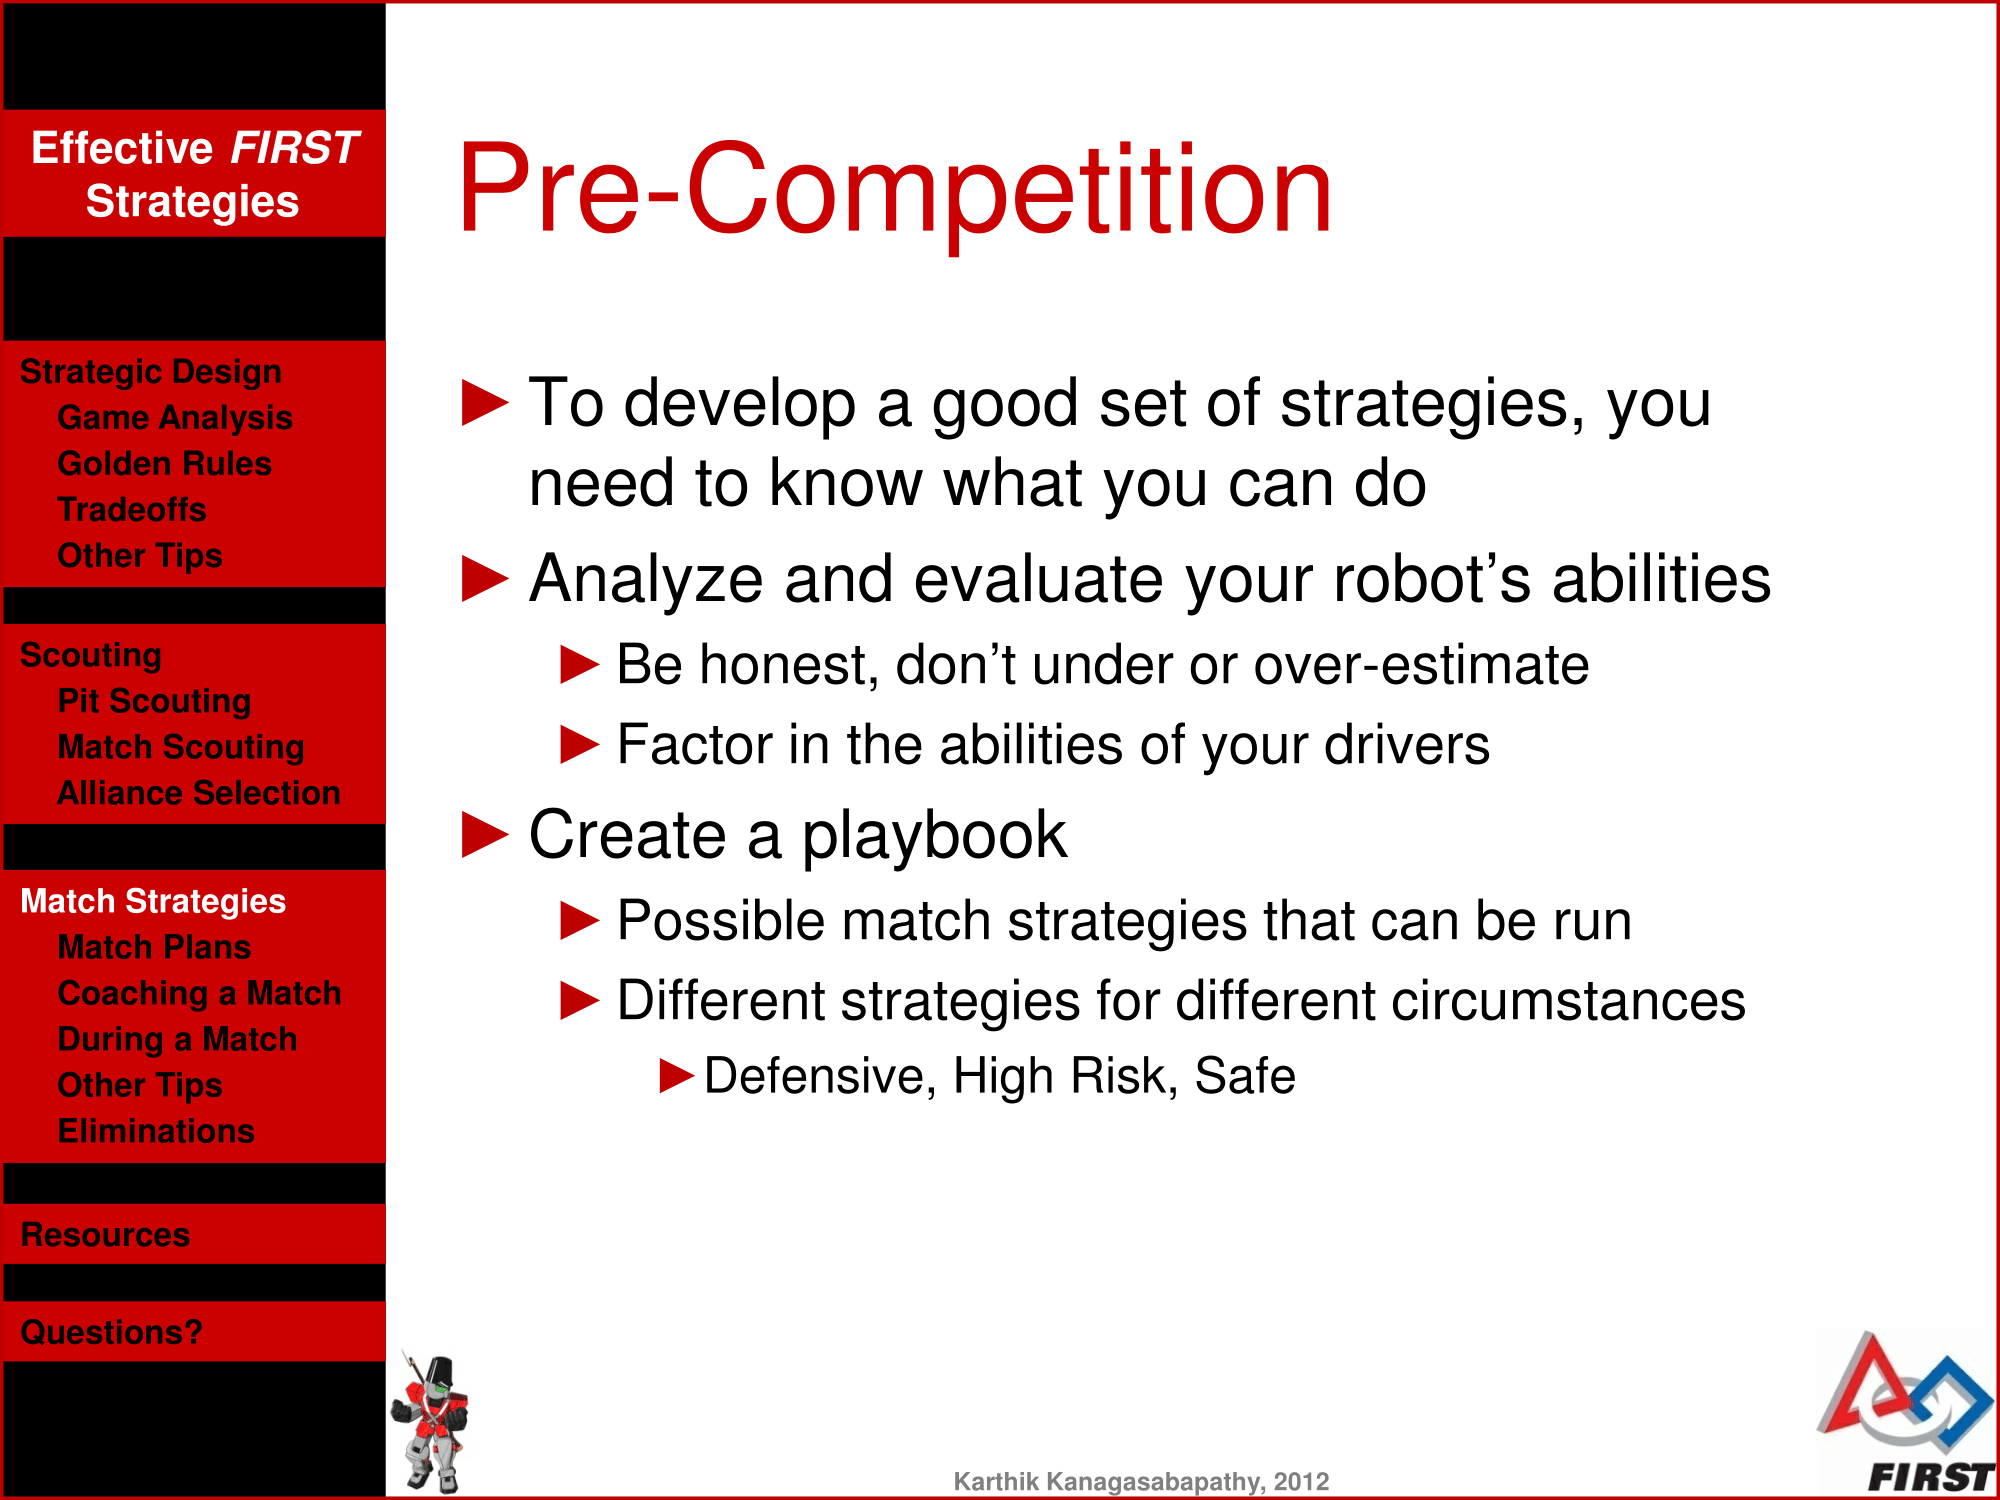 Effective FIRST
Strategies
Strategic Design
Game Analysis
Golden Rules
Tradeoffs
Other Tips
Scouting
Pit Scouting
Match Scouting
Alliance Selection
Match Strategies
Match Plans
Coaching a Match
During a Match
Other Tips
Eliminations
Resources
Questions?
Pre-Competition
To develop a good set of strategies, you
need to know what you can do
Analyze and evaluate your robot’s abilities
Be honest, don’t under or over-estimate
Factor in the abilities of your drivers
Create a playbook
Possible match strategies that can be run
Different strategies for different circumstances
Defensive, High Risk, Safe
Karthik Kanagasabapathy, 2012
FIRST